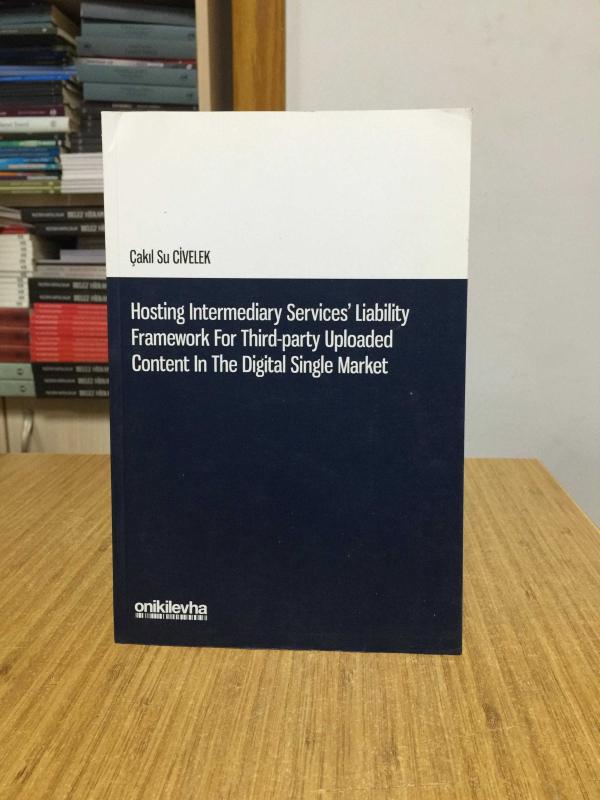 Çakıl Su CİVELEK
Hosting Intermediary Services' Liability
Framework For Third-party Uploaded
Content In The Digital Single Market
onikilevha